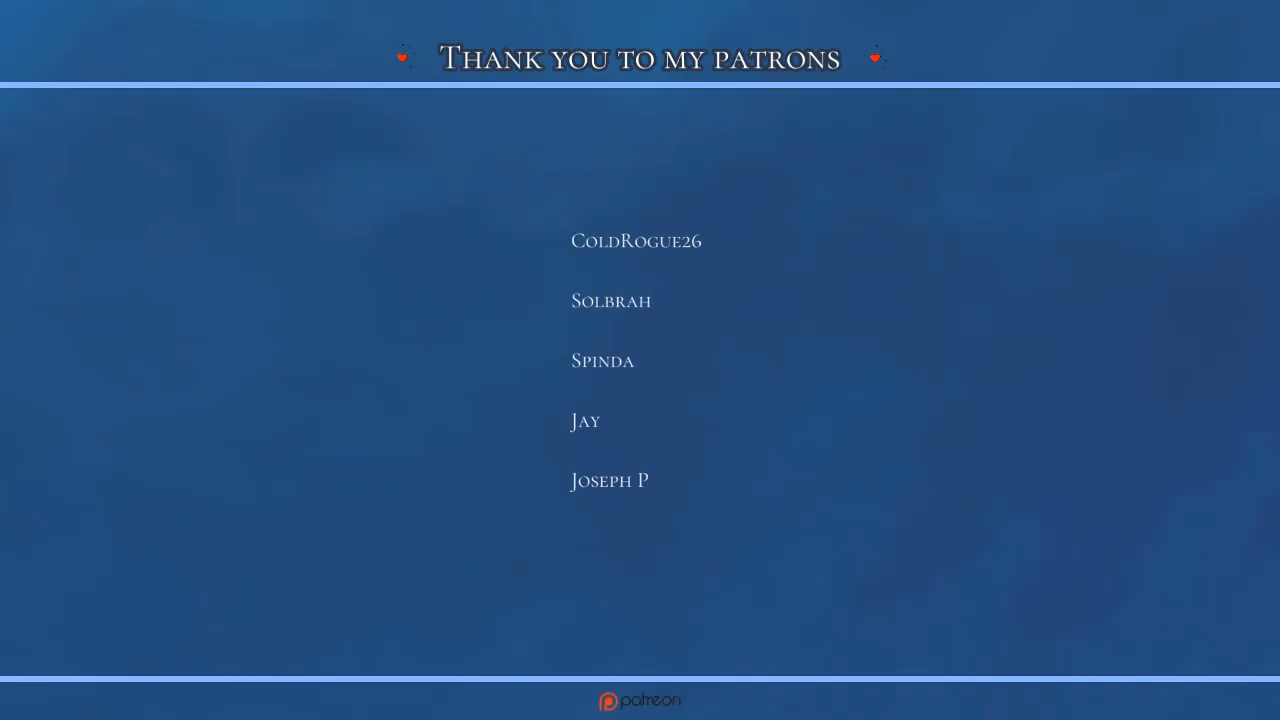 Thank you to my patrons
ColdRogue26
Solbrah
Spinda
Jay
Joseph P
patreon